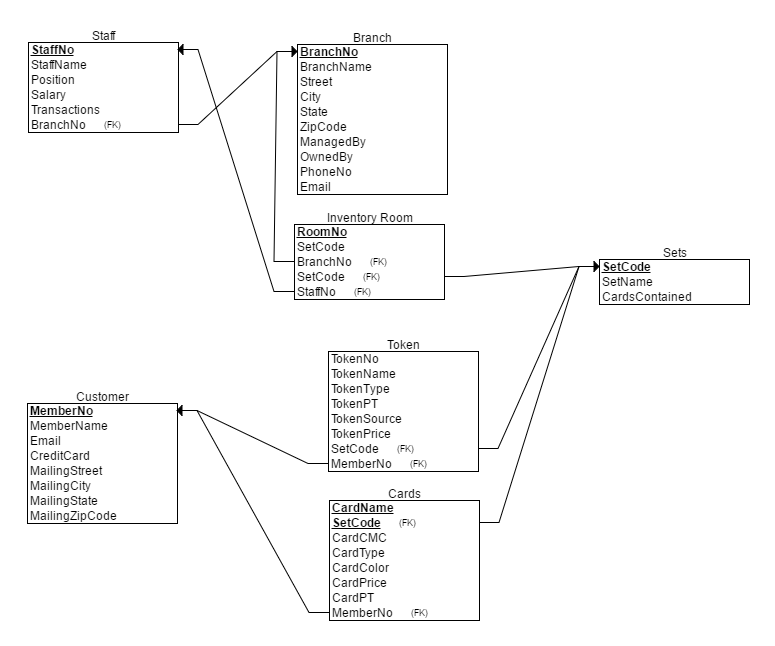 Staff
StaffNo
StaffName
Position
Salary
Transactions
BranchNo (FK)
Branch
BranchNo
BranchName
Street
City
State
ZipCode
ManagedBy
OwnedBy
PhoneNo
Email
Inventory Room
RoomNo
SetCode
BranchNo (FK)
SetCode (FK)
StaffNo (FK)
Sets
SetCode
SetName
CardsContained
Token
TokenNo
TokenName
TokenType
TokenPT
TokenSource
TokenPrice
SetCode (FK)
MemberNo (FK)
Customer
MemberNo
MemberName
Email
CreditCard
MailingStreet
MailingCity
MailingState
MailingZipCode
Cards
CardName
SetCode (FK)
CardCMC
CardType
CardColor
CardPrice
CardPT
MemberNo (FK)